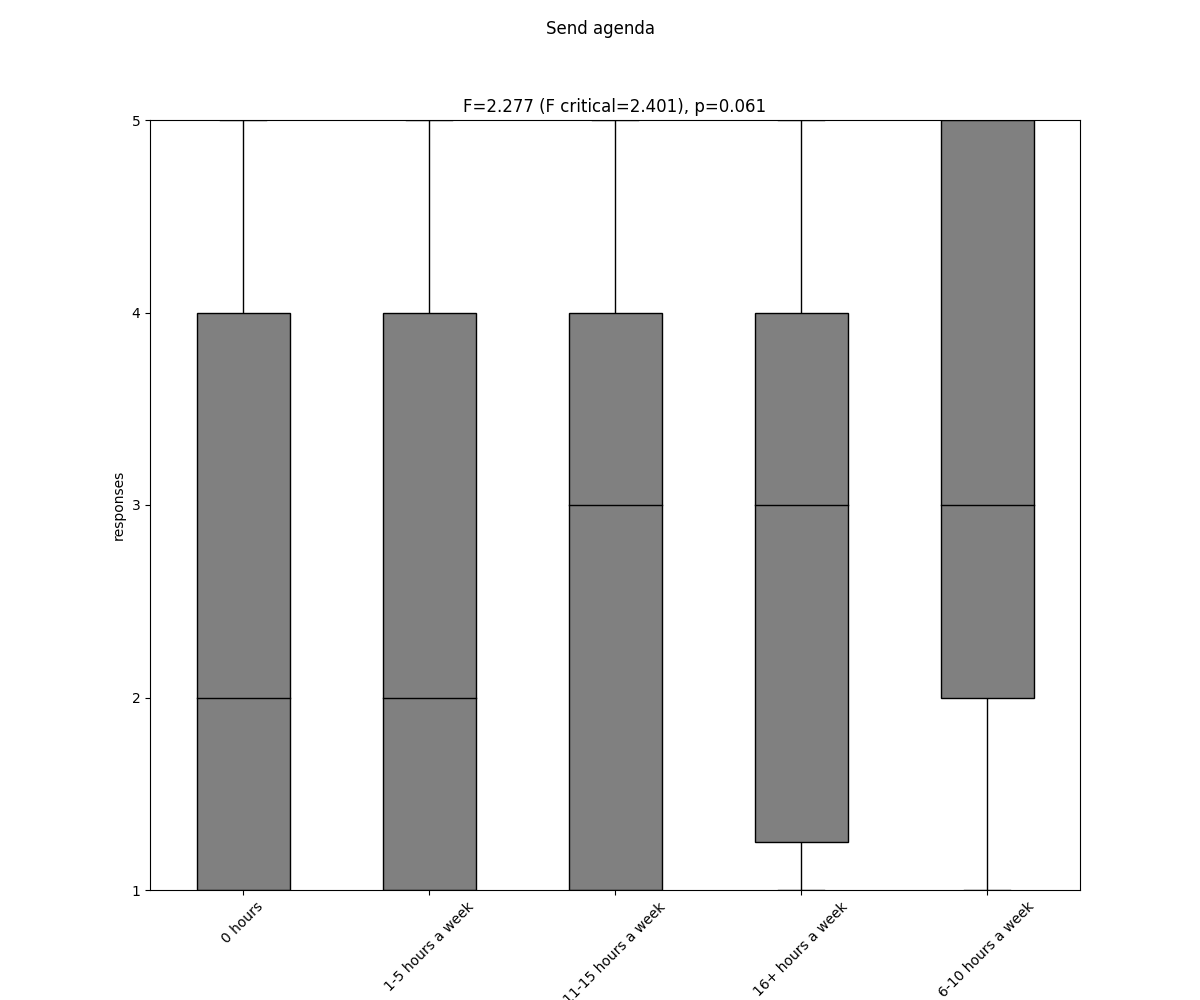 Send agenda
F=2.277 (F critical=2.401), p=0.061
5
4
3
2
1
responses
0 hours
1-5 hours a week
11-15 hours a week
16+ hours a week
6-10 hours a week